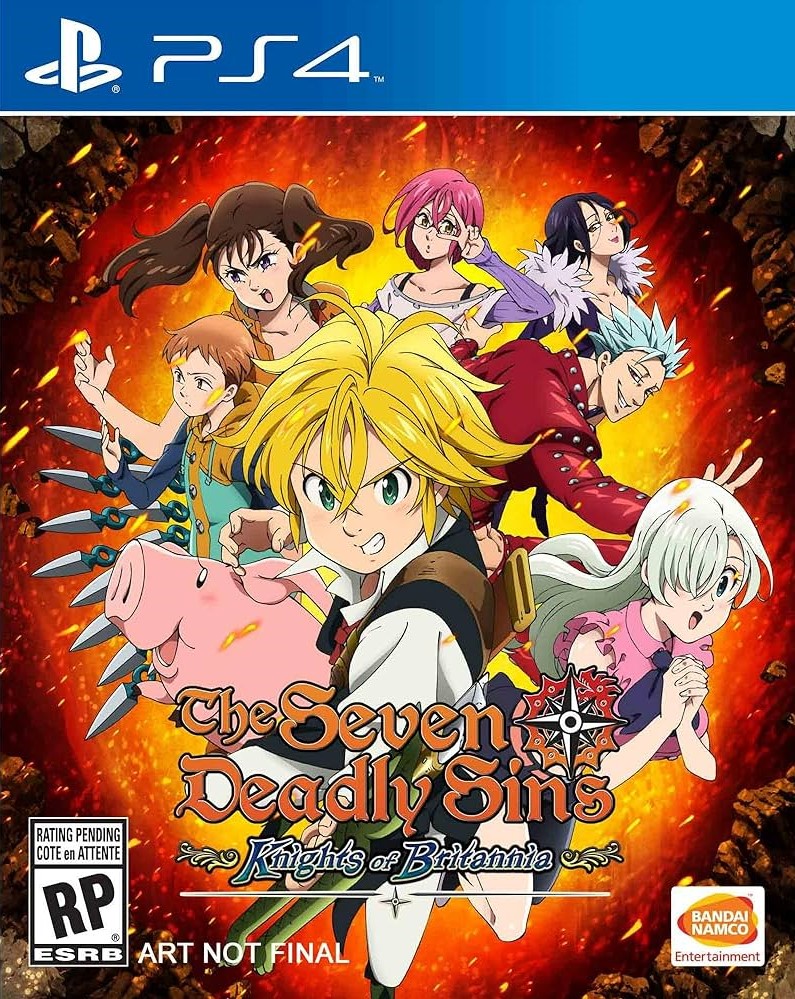 PS4™
The Seven
Deadly Sins
Knights of Britannia
RATING PENDING
COTE en ATTENTE
RP
ESRB
ART NOT FINAL
BANDAI
NAMCO
Entertainment